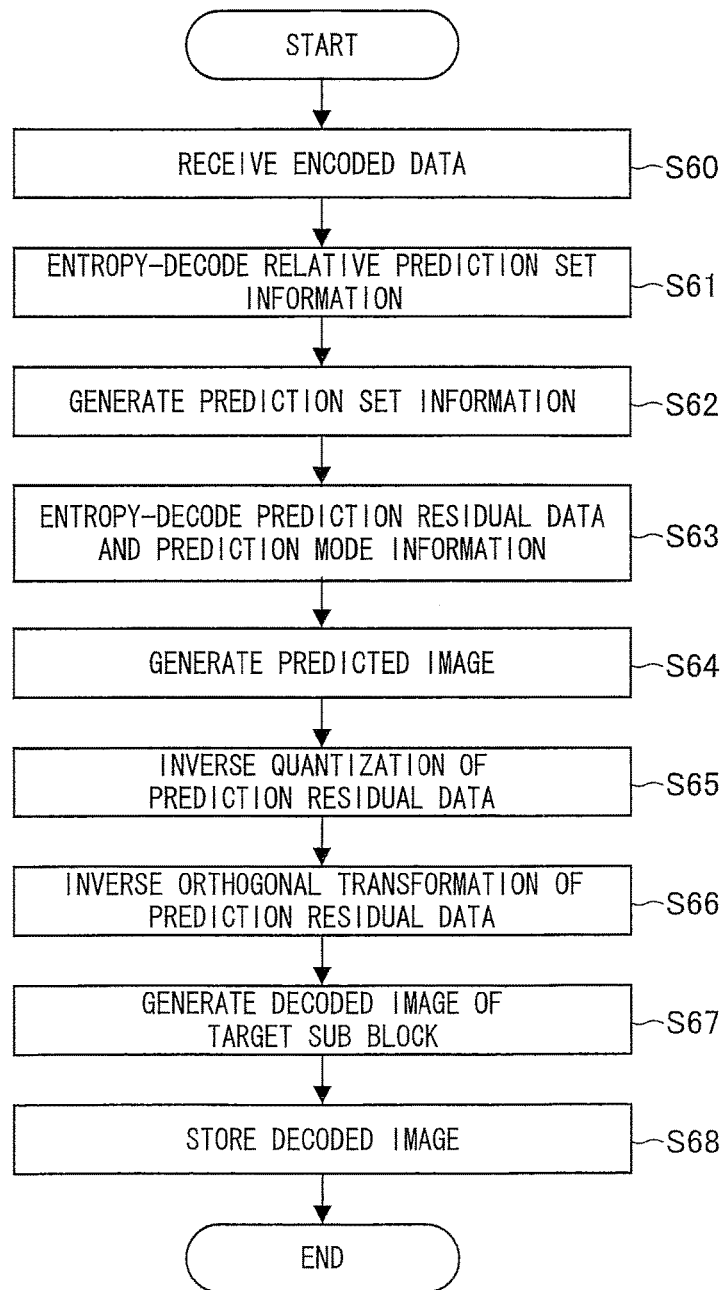 START
RECEIVE ENCODED DATA
S60
ENTROPY-DECODE RELATIVE PREDICTION SET
INFORMATION
S61
GENERATE PREDICTION SET INFORMATION
S62
ENTROPY-DECODE PREDICTION RESIDUAL DATA
AND PREDICTION MODE INFORMATION
S63
GENERATE PREDICTED IMAGE
S64
INVERSE QUANTIZATION OF
PREDICTION RESIDUAL DATA
S65
INVERSE ORTHOGONAL TRANSFORMATION OF
PREDICTION RESIDUAL DATA
S66
GENERATE DECODED IMAGE OF
TARGET SUB BLOCK
S67
STORE DECODED IMAGE
S68
END